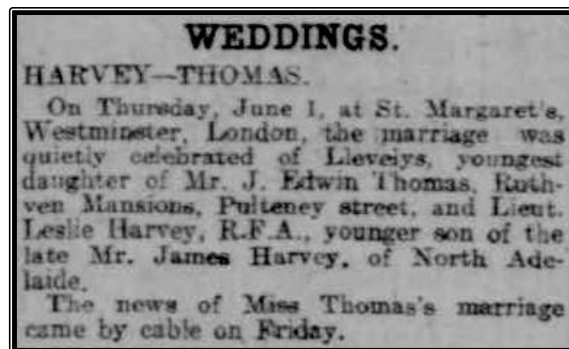 WEDDINGS.
HARVEY—THOMAS.
On Thursday, June 1, at St. Margaret's,
Westminster, London, the marriage was
quietly celebrated of Lleveiys, youngest
daughter of Mr. J. Edwin Thomas, Ruth-
ven Mansions, Pulteney street, and Lieut.
Leslie Harvey, R.F.A., younger son of the
late Mr. James Harvey, of North Ade-
laide.
The news of Miss Thomas's marriage
came by cable on Friday.